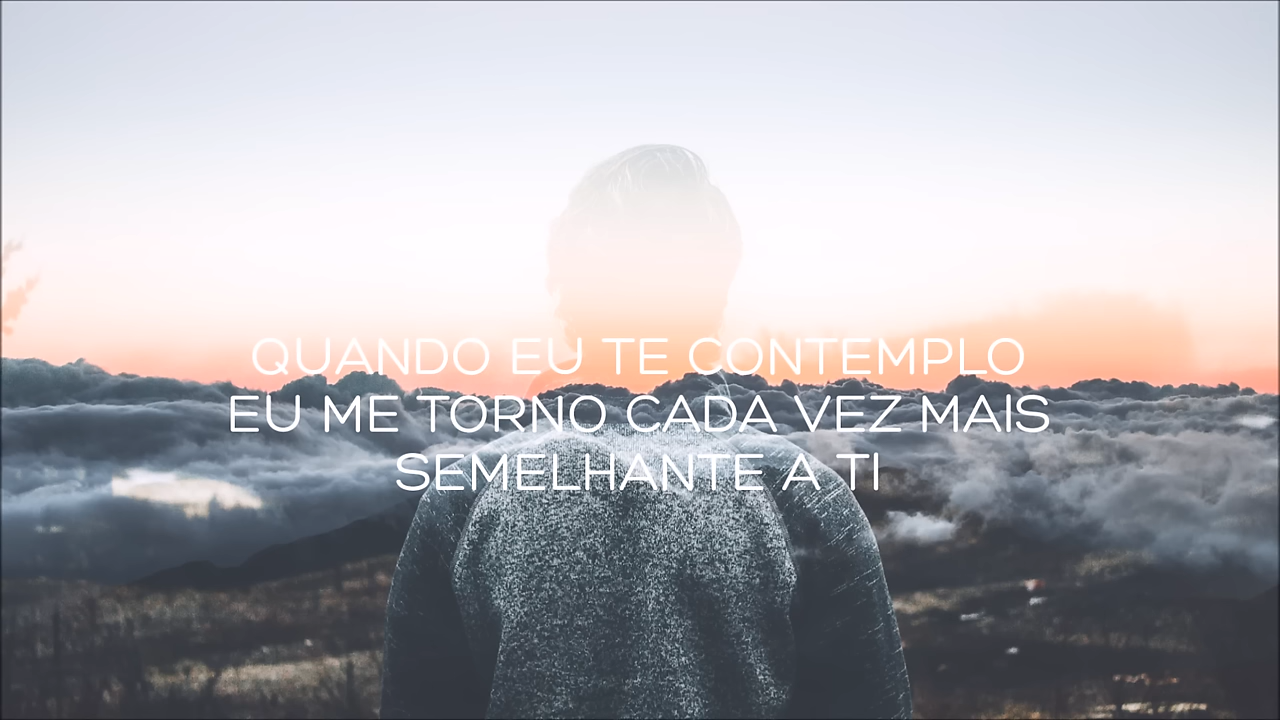 QUANDO EU TE CONTEMPLO
EU ME TORNO CADA VEZ MAIS
SEMELHANTE A TI